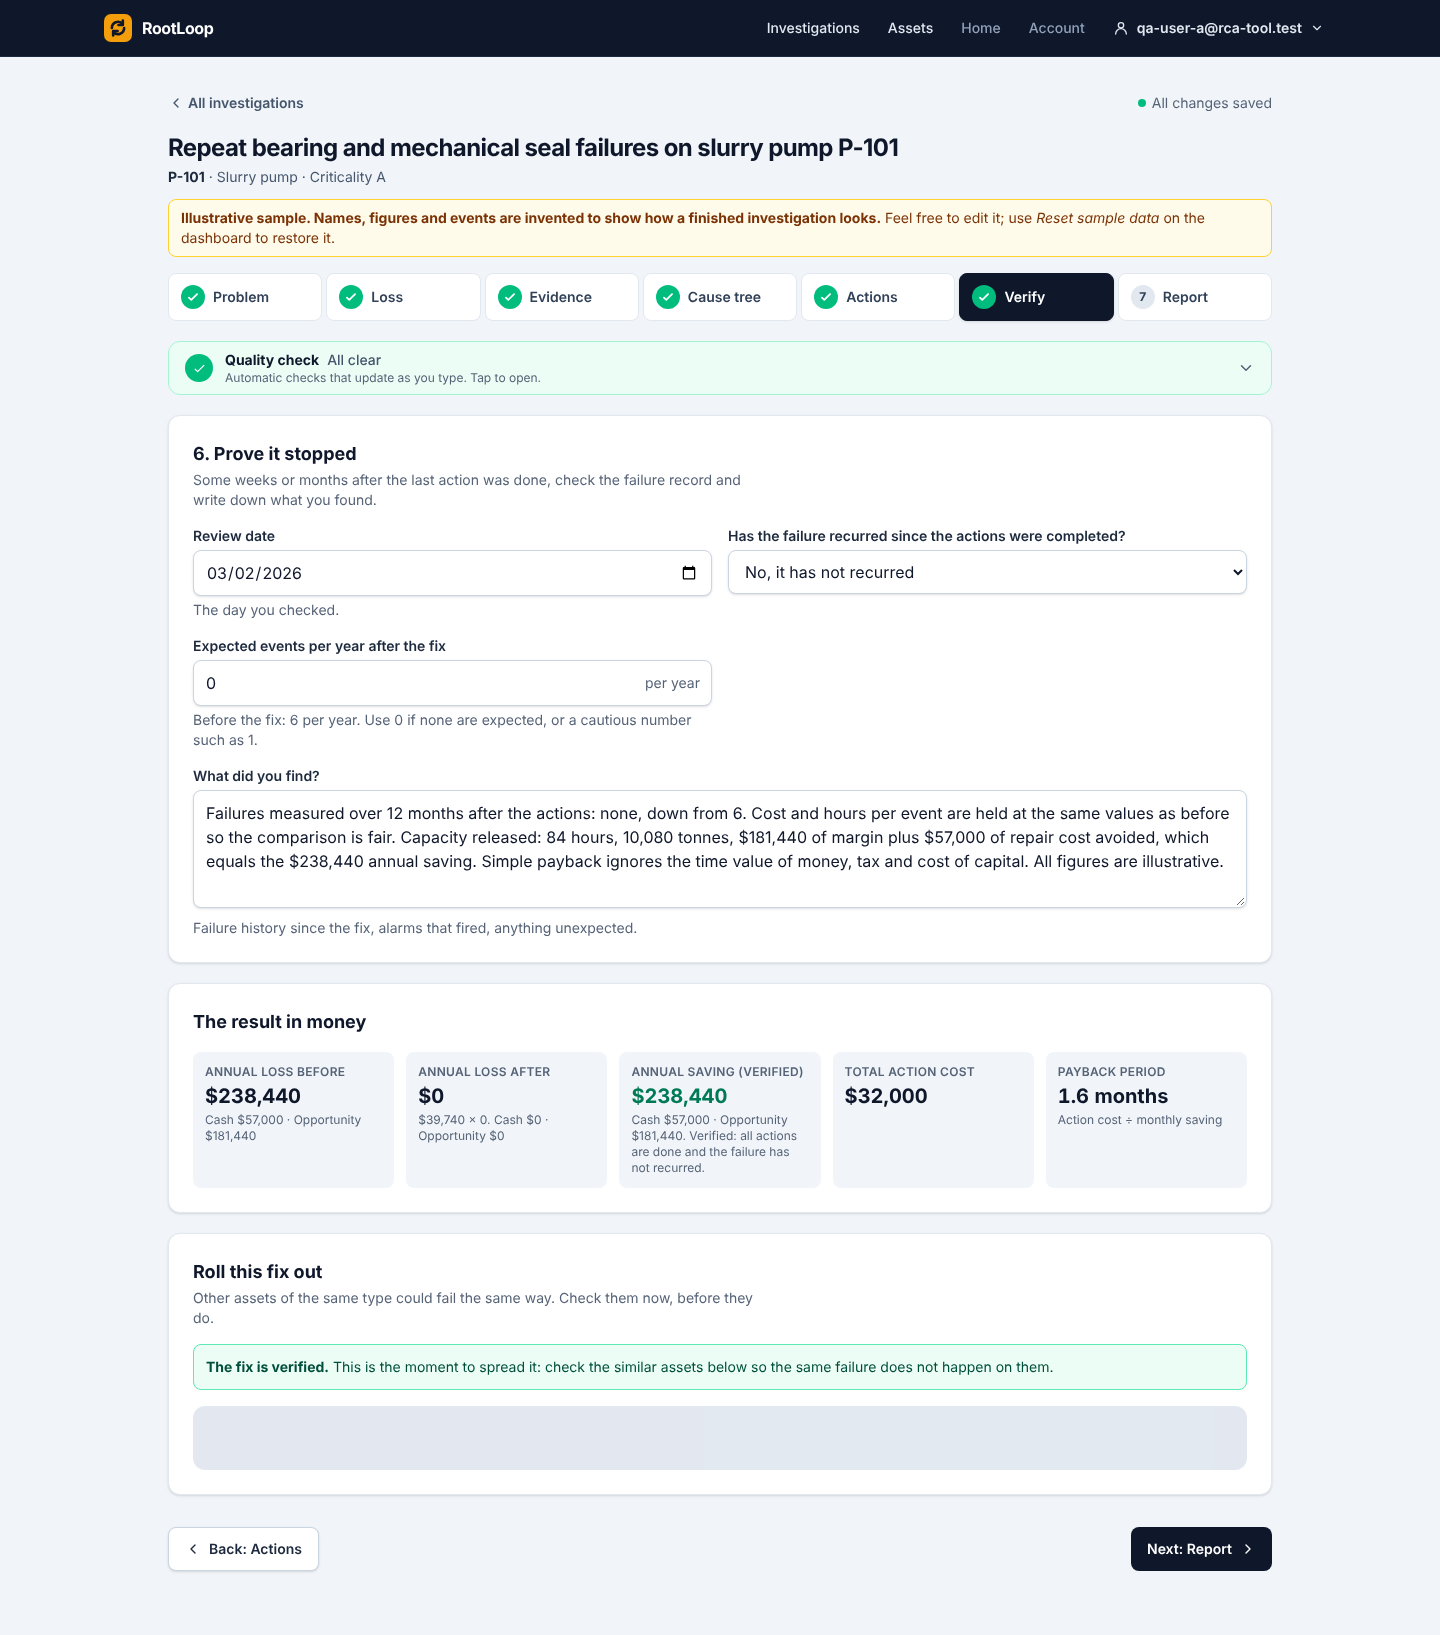 RootLoop
Investigations
Assets
Home
Account
qa-user-a@rca-tool.test
All investigations
All changes saved
Repeat bearing and mechanical seal failures on slurry pump P-101
P-101 · Slurry pump · Criticality A
Illustrative sample. Names, figures and events are invented to show how a finished investigation looks. Feel free to edit it; use Reset sample data on the
dashboard to restore it.
Problem
Loss
Evidence
Cause tree
Actions
Verify
7 Report
Quality check All clear
Automatic checks that update as you type. Tap to open.
6. Prove it stopped
Some weeks or months after the last action was done, check the failure record and
write down what you found.
Review date
03/02/2026
The day you checked.
Has the failure recurred since the actions were completed?
No, it has not recurred
Expected events per year after the fix
0 per year
Before the fix: 6 per year. Use 0 if none are expected, or a cautious number
such as 1.
What did you find?
Failures measured over 12 months after the actions: none, down from 6. Cost and hours per event are held at the same values as before
so the comparison is fair. Capacity released: 84 hours, 10,080 tonnes, $181,440 of margin plus $57,000 of repair cost avoided, which
equals the $238,440 annual saving. Simple payback ignores the time value of money, tax and cost of capital. All figures are illustrative.
Failure history since the fix, alarms that fired, anything unexpected.
The result in money
ANNUAL LOSS BEFORE
$238,440
Cash $57,000 · Opportunity
$181,440
ANNUAL LOSS AFTER
$0
$39,740 × 0. Cash $0 ·
Opportunity $0
ANNUAL SAVING (VERIFIED)
$238,440
Cash $57,000 · Opportunity
$181,440. Verified: all actions
are done and the failure has
not recurred.
TOTAL ACTION COST
$32,000
PAYBACK PERIOD
1.6 months
Action cost ÷ monthly saving
Roll this fix out
Other assets of the same type could fail the same way. Check them now, before they
do.
The fix is verified. This is the moment to spread it: check the similar assets below so the same failure does not happen on them.
Back: Actions
Next: Report